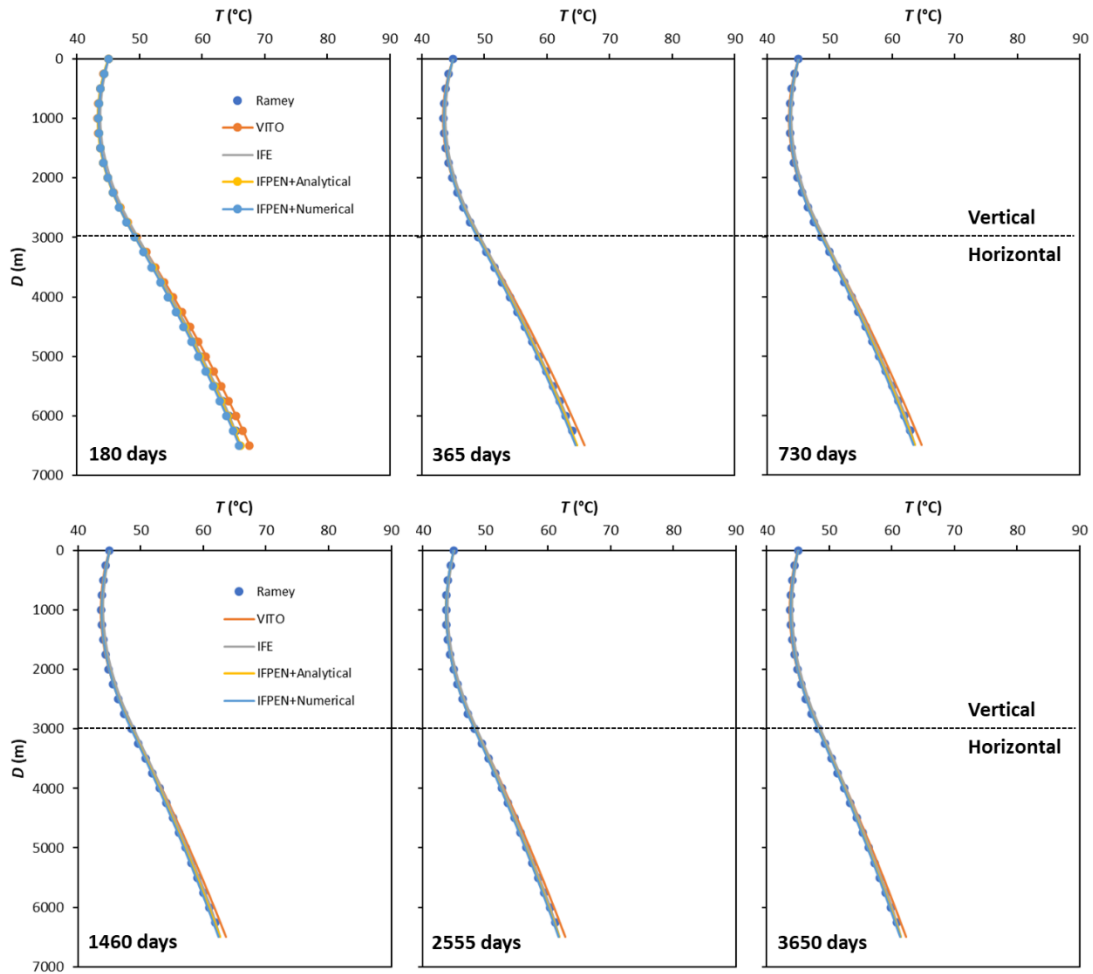 T (°C)
T (°C)
T (°C)
40 50 60 70 80 90
40 50 60 70 80 90
40 50 60 70 80 90
0
1000
2000
3000
4000
5000
6000
7000
D (m)
Ramey
VITO
IFE
IFPEN+Analytical
IFPEN+Numerical
Vertical
Horizontal
180 days
365 days
730 days
T (°C)
T (°C)
T (°C)
40 50 60 70 80 90
40 50 60 70 80 90
40 50 60 70 80 90
0
1000
2000
3000
4000
5000
6000
7000
D (m)
Ramey
VITO
IFE
IFPEN+Analytical
IFPEN+Numerical
Vertical
Horizontal
1460 days
2555 days
3650 days